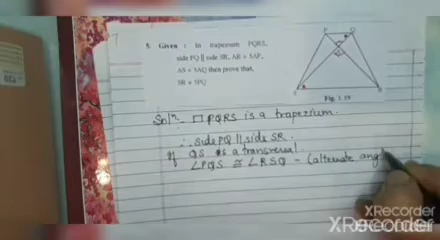 5. Given : In trapezium PQRS,
side PQ || side SR, AR = 5AP,
AS = 5AQ then prove that,
SR = 5PQ
P Q
A
S R
Fig. 1.19
Solⁿ- □ PQRS is a trapezium.
∴ side PQ || side SR.
If QS is a transversal
∠PQS ≅ ∠RSQ - (alternate ang
XRecorder
XRecorder